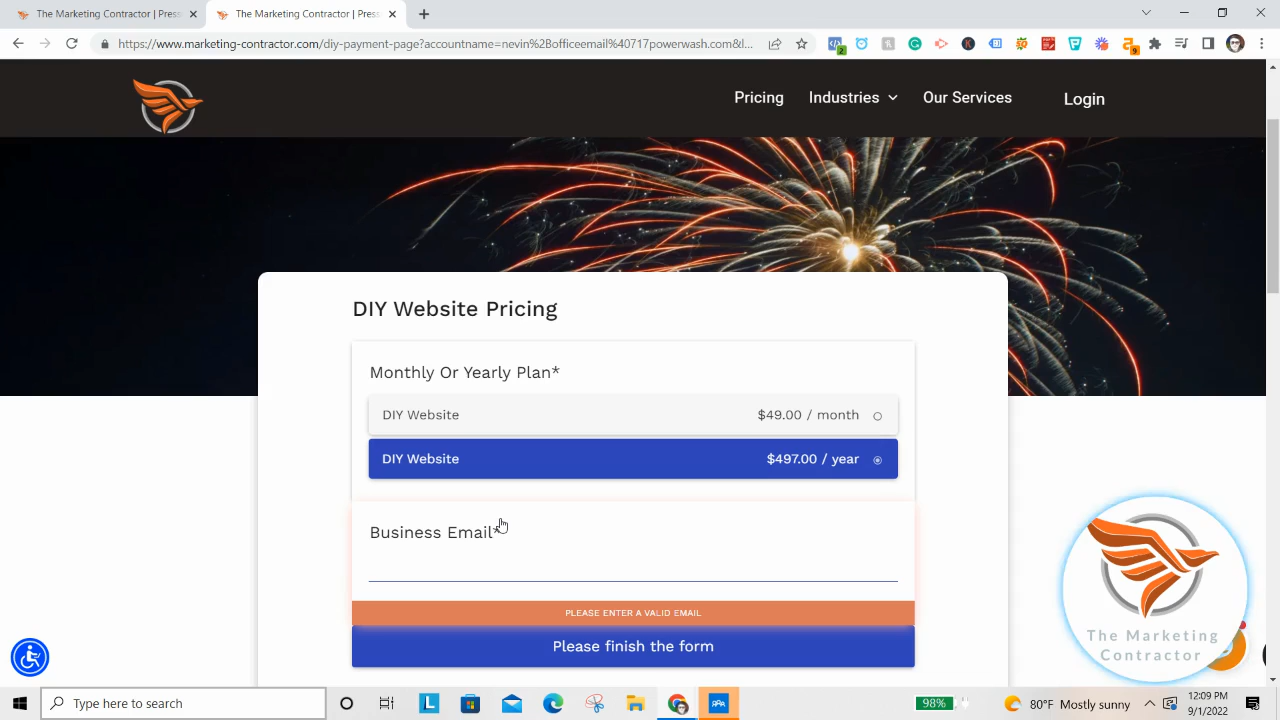 The Marketing Contractor | Press
The Marketing Contractor | Press
https://www.marketing-contractor.com/diy-payment-page?accountname=nevin%2Bofficeemail%40717powerwash.com&l...
2
9
Pricing
Industries
Our Services
Login
DIY Website Pricing
Monthly Or Yearly Plan*
DIY Website $49.00 / month
DIY Website $497.00 / year
Business Email*
PLEASE ENTER A VALID EMAIL
Please finish the form
The Marketing
Contractor
Type here to search
98%
80°F Mostly sunny
12:09 PM
9/1/2022